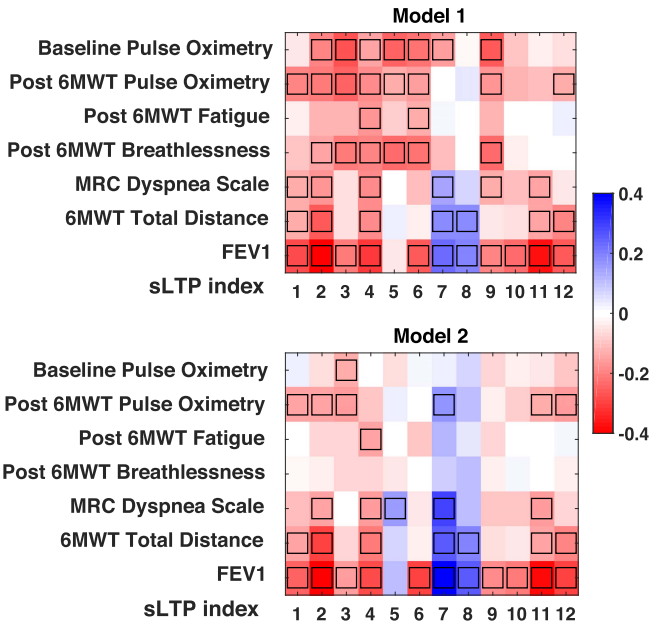 Model 1
Baseline Pulse Oximetry
Post 6MWT Pulse Oximetry
Post 6MWT Fatigue
Post 6MWT Breathlessness
MRC Dyspnea Scale
6MWT Total Distance
FEV1
sLTP index 1 2 3 4 5 6 7 8 9 10 11 12
0.4
0.2
0
-0.2
-0.4
Model 2
Baseline Pulse Oximetry
Post 6MWT Pulse Oximetry
Post 6MWT Fatigue
Post 6MWT Breathlessness
MRC Dyspnea Scale
6MWT Total Distance
FEV1
sLTP index 1 2 3 4 5 6 7 8 9 10 11 12